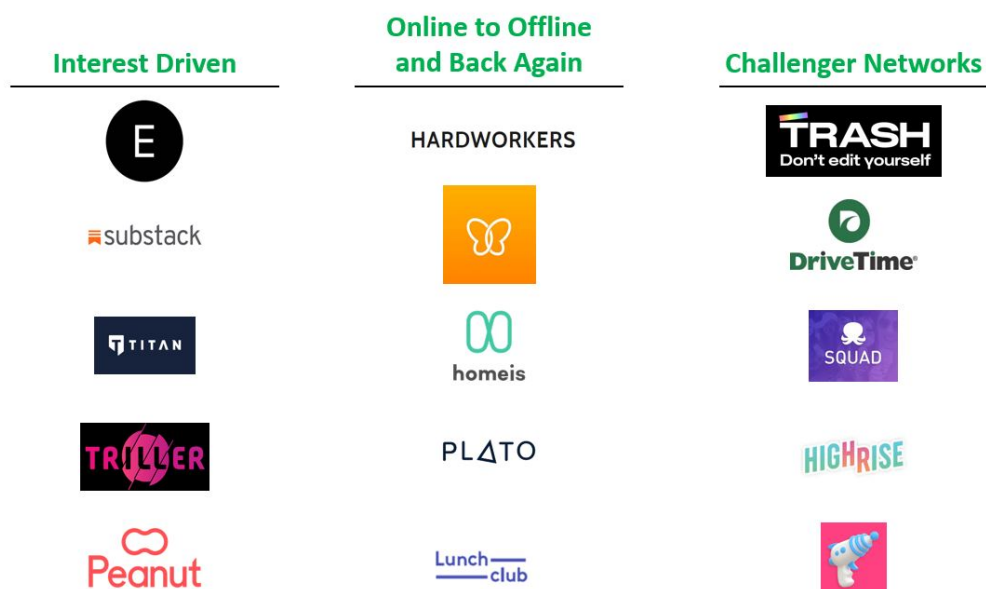 Interest Driven
E
substack
TITAN
TRILLER
Peanut
Online to Offline
and Back Again
HARDWORKERS
homeis
PLATO
Lunch
club
Challenger Networks
TRASH
Don't edit yourself
DriveTime®
SQUAD
HIGHRISE